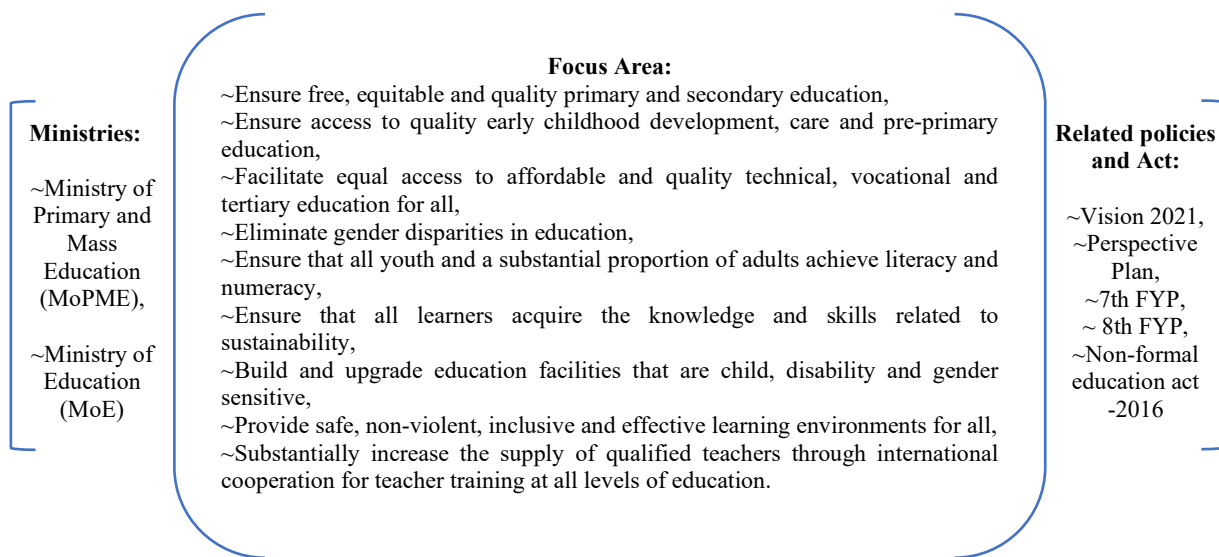 Ministries:
~Ministry of
Primary and
Mass
Education
(MoPME),
~Ministry of
Education
(MoE)
Focus Area:
~Ensure free, equitable and quality primary and secondary education,
~Ensure access to quality early childhood development, care and pre-primary
education,
~Facilitate equal access to affordable and quality technical, vocational and
tertiary education for all,
~Eliminate gender disparities in education,
~Ensure that all youth and a substantial proportion of adults achieve literacy and
numeracy,
~Ensure that all learners acquire the knowledge and skills related to
sustainability,
~Build and upgrade education facilities that are child, disability and gender
sensitive,
~Provide safe, non-violent, inclusive and effective learning environments for all,
~Substantially increase the supply of qualified teachers through international
cooperation for teacher training at all levels of education.
Related policies
and Act:
~Vision 2021,
~Perspective
Plan,
~7th FYP,
~ 8th FYP,
~Non-formal
education act
-2016